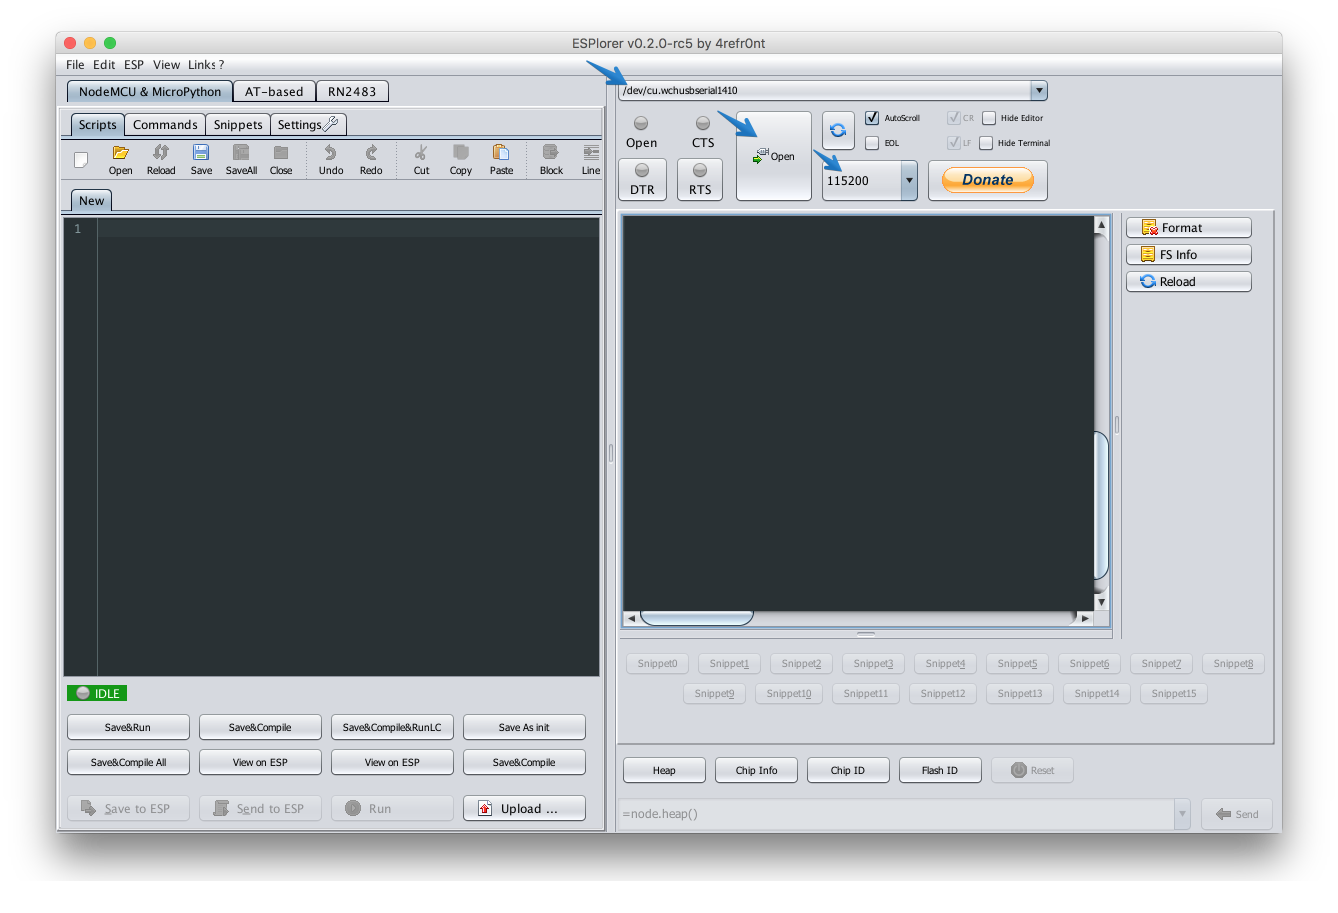 ESPlorer v0.2.0-rc5 by 4refr0nt
File Edit ESP View Links ?
NodeMCU & MicroPython AT-based RN2483
Scripts Commands Snippets Settings
Open Reload Save SaveAll Close Undo Redo Cut Copy Paste Block Line
New
1
IDLE
Save&Run Save&Compile Save&Compile&RunLC Save As init
Save&Compile All View on ESP View on ESP Save&Compile
Save to ESP Send to ESP Run Upload ...
/dev/cu.wchusbserial1410
Open CTS Open AutoScroll CR Hide Editor
EOL LF Hide Terminal
DTR RTS 115200 Donate
Format
FS Info
Reload
Snippet0 Snippet1 Snippet2 Snippet3 Snippet4 Snippet5 Snippet6 Snippet7 Snippet8
Snippet9 Snippet10 Snippet11 Snippet12 Snippet13 Snippet14 Snippet15
Heap Chip Info Chip ID Flash ID Reset
=node.heap() Send